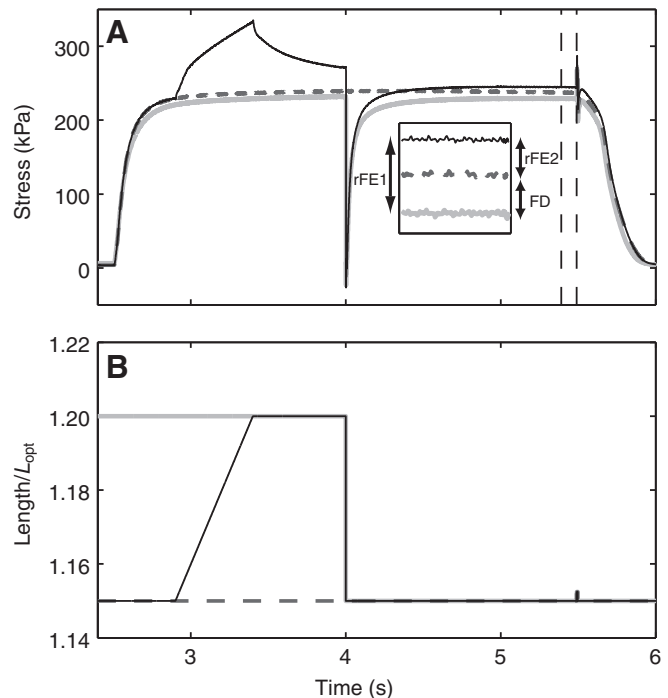 A
300
200
100
0
Stress (kPa)
rFE1
rFE2
FD
B
1.22
1.20
1.18
1.16
1.14
Length/Lopt
3
4
5
6
Time (s)